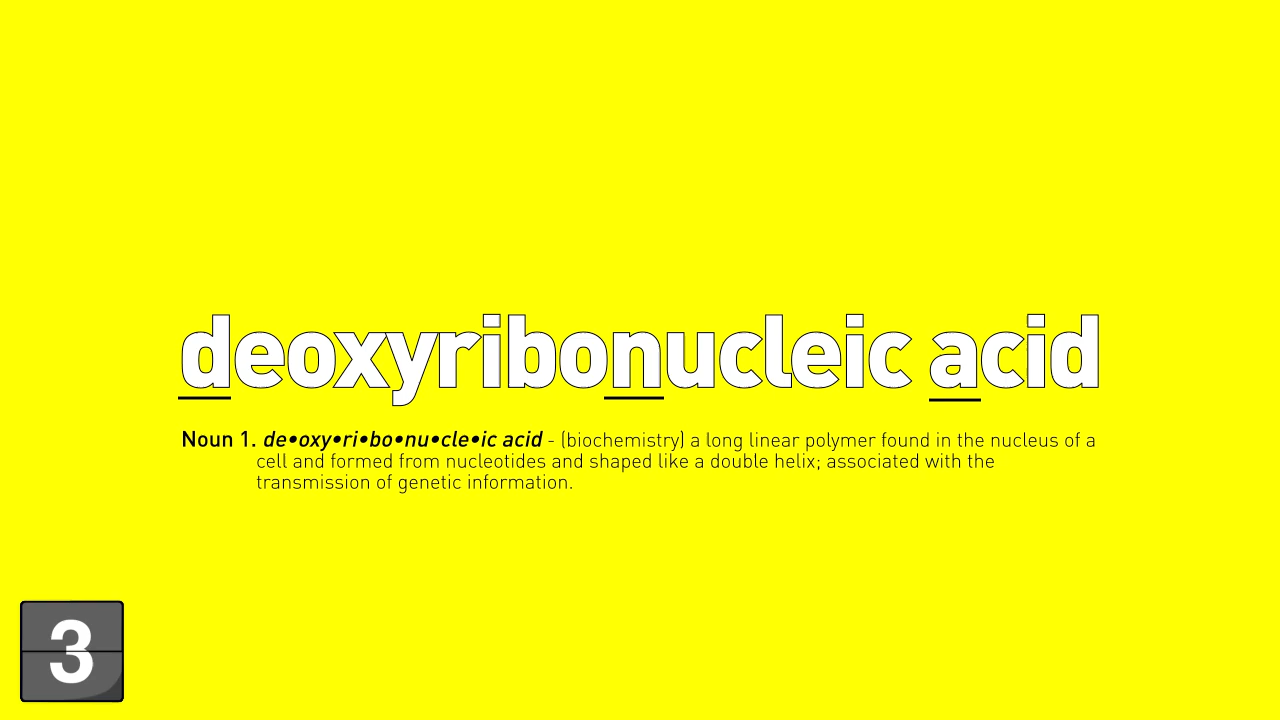 deoxyribonucleic acid
Noun 1. de•oxy•ri•bo•nu•cle•ic acid - (biochemistry) a long linear polymer found in the nucleus of a
cell and formed from nucleotides and shaped like a double helix; associated with the
transmission of genetic information.
3